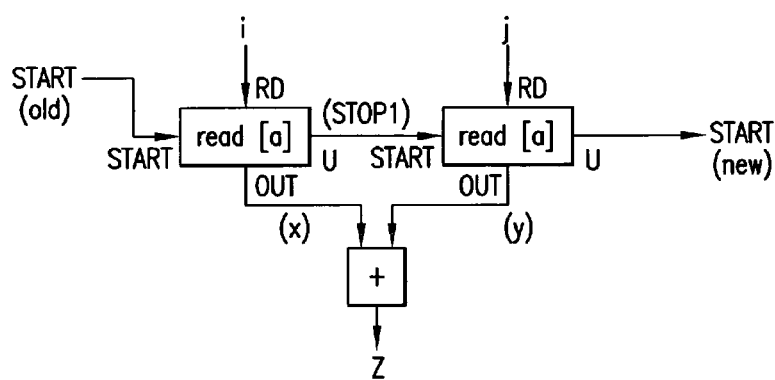 i
j
START
(old)
RD
RD
(STOP1)
read [a]
read [a]
START
(new)
START
U
START
U
OUT
OUT
(x)
(y)
+
Z